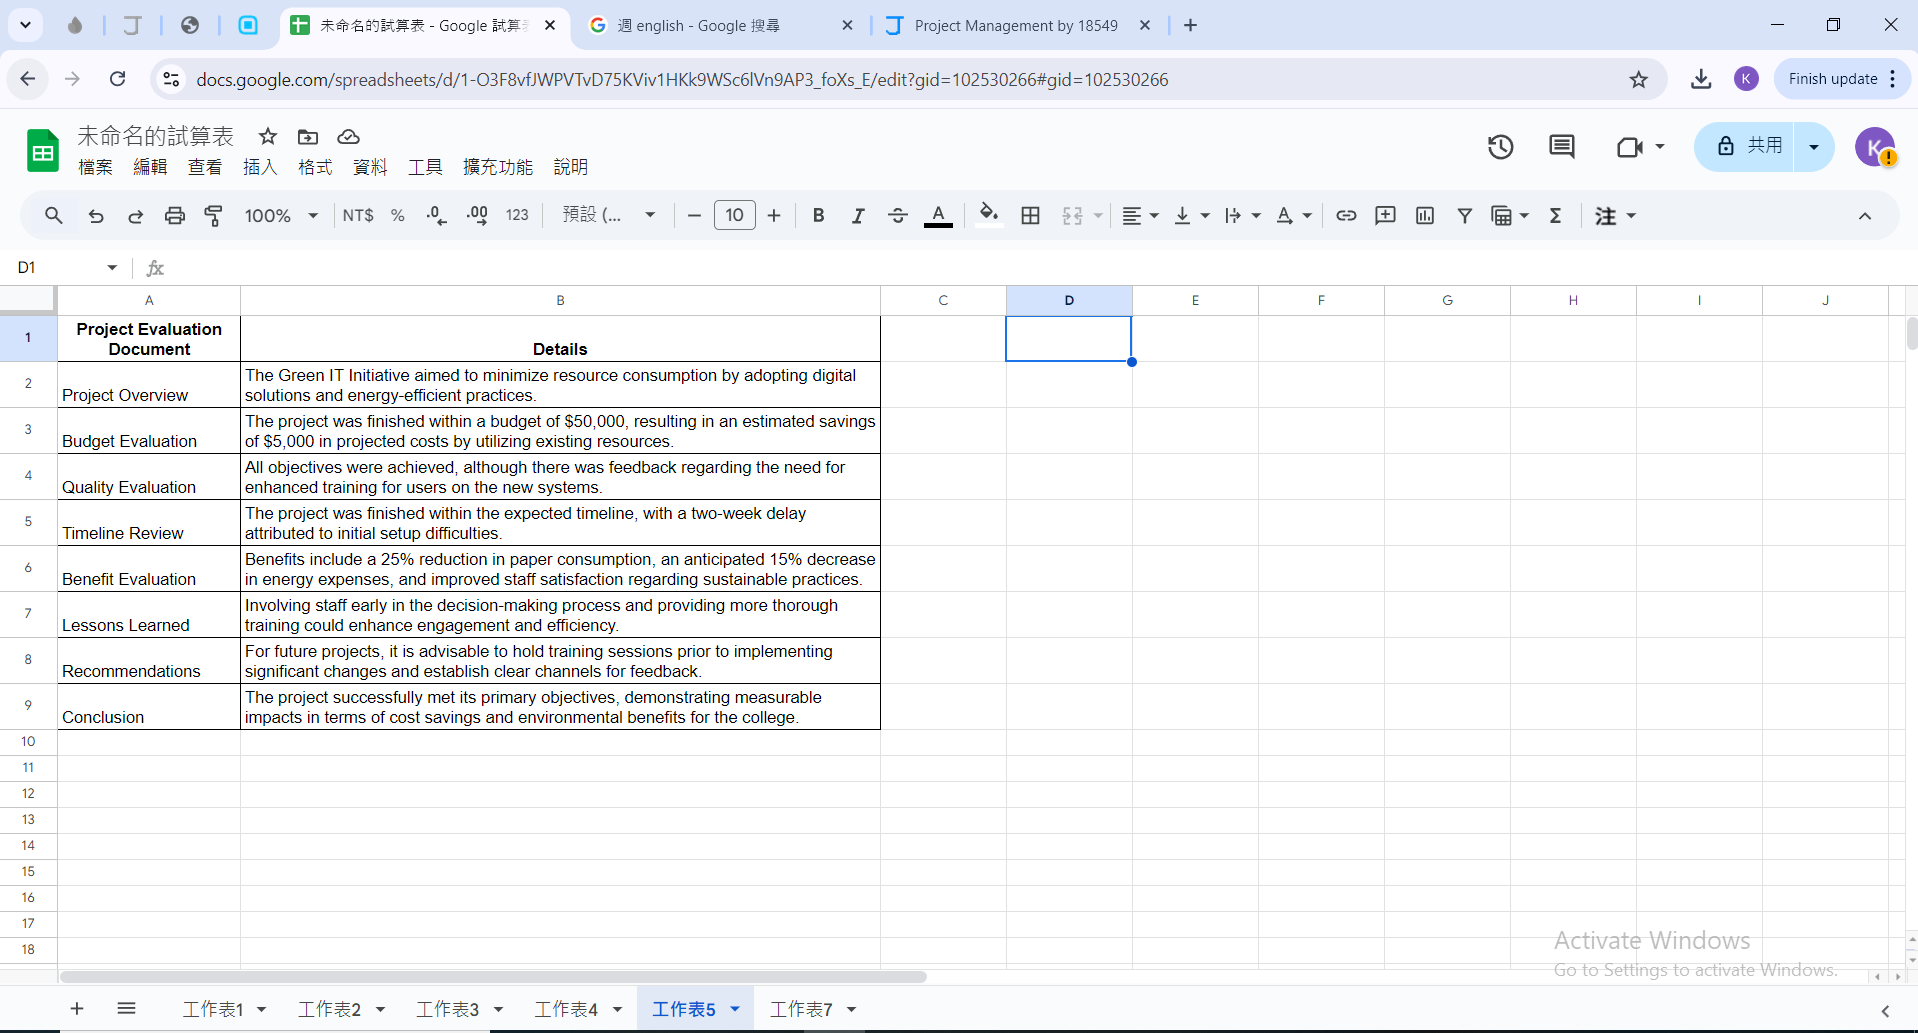 未命名的試算表 - Google 試算
週 english - Google 搜尋
Project Management by 18549
docs.google.com/spreadsheets/d/1-O3F8vfJWPVTvD75KViv1HKk9WSc6lVn9AP3_foXs_E/edit?gid=102530266#gid=102530266
K
Finish update
未命名的試算表
檔案 編輯 查看 插入 格式 資料 工具 擴充功能 說明
共用
K
100% NT$ % .0 .00 123 預設 (... 10 B I A 注
D1 fx
A B C D E F G H I J
1 Project Evaluation Document Details
2 Project Overview
The Green IT Initiative aimed to minimize resource consumption by adopting digital
solutions and energy-efficient practices.
3 Budget Evaluation
The project was finished within a budget of $50,000, resulting in an estimated savings
of $5,000 in projected costs by utilizing existing resources.
4 Quality Evaluation
All objectives were achieved, although there was feedback regarding the need for
enhanced training for users on the new systems.
5 Timeline Review
The project was finished within the expected timeline, with a two-week delay
attributed to initial setup difficulties.
6 Benefit Evaluation
Benefits include a 25% reduction in paper consumption, an anticipated 15% decrease
in energy expenses, and improved staff satisfaction regarding sustainable practices.
7 Lessons Learned
Involving staff early in the decision-making process and providing more thorough
training could enhance engagement and efficiency.
8 Recommendations
For future projects, it is advisable to hold training sessions prior to implementing
significant changes and establish clear channels for feedback.
9 Conclusion
The project successfully met its primary objectives, demonstrating measurable
impacts in terms of cost savings and environmental benefits for the college.
10
11
12
13
14
15
16
17
18
Activate Windows
Go to Settings to activate Windows.
工作表1 工作表2 工作表3 工作表4 工作表5 工作表7